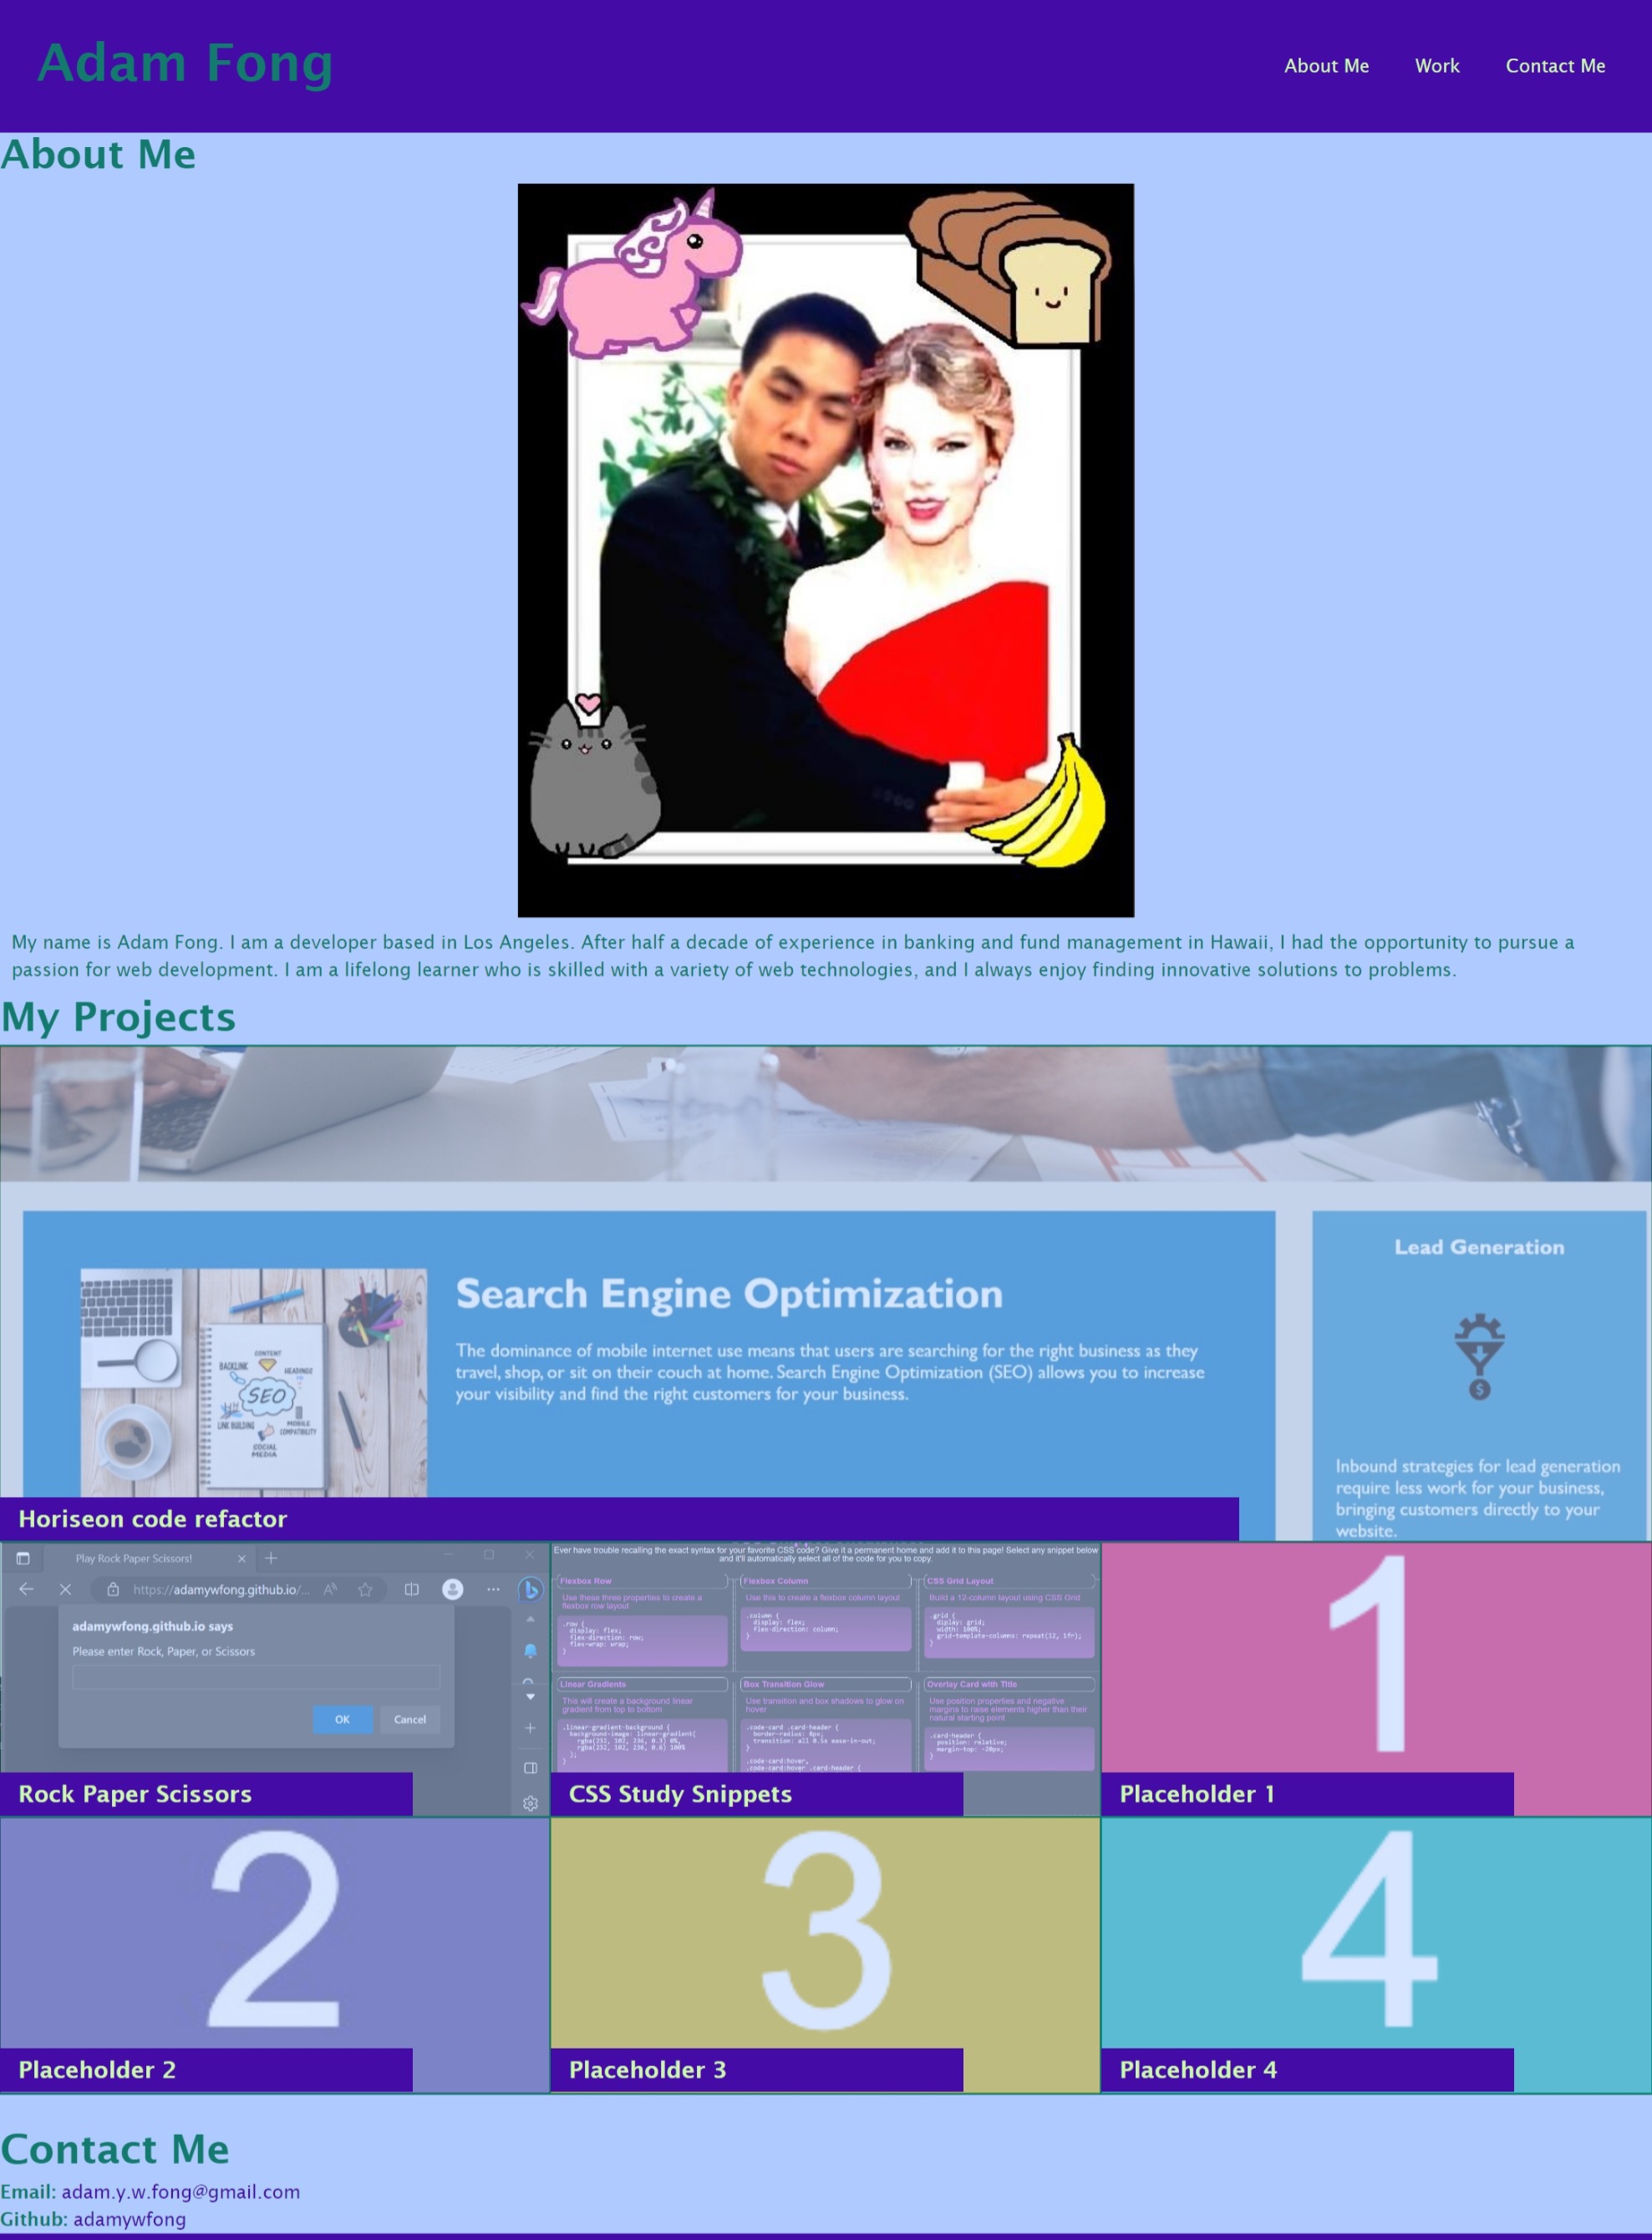 Adam Fong
About Me
Work
Contact Me
About Me
My name is Adam Fong. I am a developer based in Los Angeles. After half a decade of experience in banking and fund management in Hawaii, I had the opportunity to pursue a
passion for web development. I am a lifelong learner who is skilled with a variety of web technologies, and I always enjoy finding innovative solutions to problems.
My Projects
Search Engine Optimization
The dominance of mobile internet use means that users are searching for the right business as they
travel, shop, or sit on their couch at home. Search Engine Optimization (SEO) allows you to increase
your visibility and find the right customers for your business.
CONTENT
BACKLINK
HEADINGS
SEO
LINK BUILDING
MOBILE
COMPATIBILITY
SOCIAL
MEDIA
Lead Generation
$
Inbound strategies for lead generation
require less work for your business,
bringing customers directly to your
website.
Horiseon code refactor
Play Rock Paper Scissors!
https://adamywfong.github.io/...
adamywfong.github.io says
Please enter Rock, Paper, or Scissors
OK
Cancel
Rock Paper Scissors
Ever have trouble recalling the exact syntax for your favorite CSS code? Give it a permanent home and add it to this page! Select any snippet below
and it'll automatically select all of the code for you to copy.
Flexbox Row
Use these three properties to create a
flexbox row layout
.row {
display: flex;
flex-direction: row;
flex-wrap: wrap;
}
Flexbox Column
Use this to create a flexbox column layout
.column {
display: flex;
flex-direction: column;
}
CSS Grid Layout
Build a 12-column layout using CSS Grid
.grid {
display: grid;
width: 100%;
grid-template-columns: repeat(12, 1fr);
}
Linear Gradients
This will create a background linear
gradient from top to bottom
.linear-gradient-background {
background-image: linear-gradient(
rgba(232, 102, 236, 0.3) 0%,
rgba(232, 102, 236, 0.6) 100%
);
}
Box Transition Glow
Use transition and box shadows to glow on
hover
.code-card .card-header {
border-radius: 8px;
transition: all 0.5s ease-in-out;
}
.code-card:hover,
.code-card:hover .card-header {
Overlay Card with Title
Use position properties and negative
margins to raise elements higher than their
natural starting point
.card-header {
position: relative;
margin-top: -20px;
}
CSS Study Snippets
1
Placeholder 1
2
Placeholder 2
3
Placeholder 3
4
Placeholder 4
Contact Me
Email: adam.y.w.fong@gmail.com
Github: adamywfong